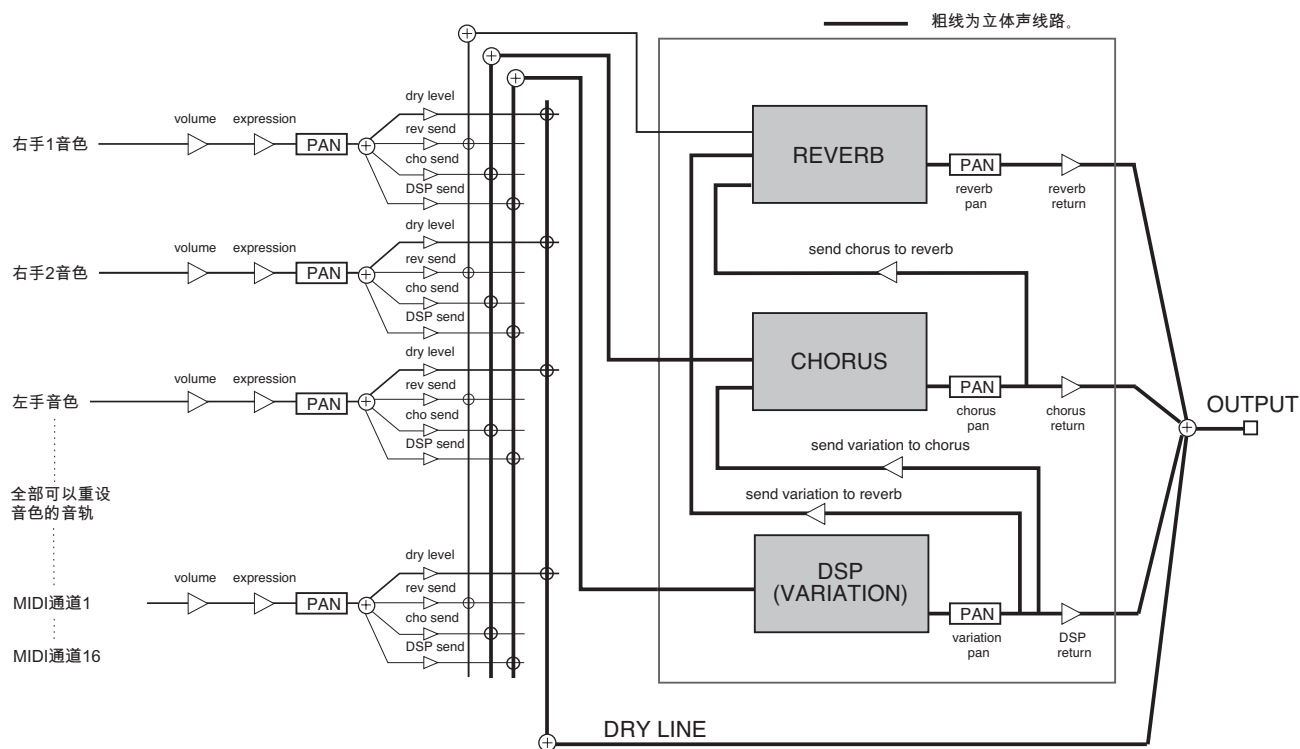 粗线为立体声线路。
右手1音色
volume
expression
PAN
dry level
rev send
cho send
DSP send
右手2音色
volume
expression
PAN
dry level
rev send
cho send
DSP send
左手音色
volume
expression
PAN
dry level
rev send
cho send
DSP send
全部可以重设
音色的音轨
MIDI通道1
volume
expression
PAN
dry level
rev send
cho send
DSP send
MIDI通道16
REVERB
PAN
reverb
pan
reverb
return
send chorus to reverb
CHORUS
PAN
chorus
pan
chorus
return
send variation to chorus
send variation to reverb
DSP
(VARIATION)
PAN
variation
pan
DSP
return
OUTPUT
DRY LINE